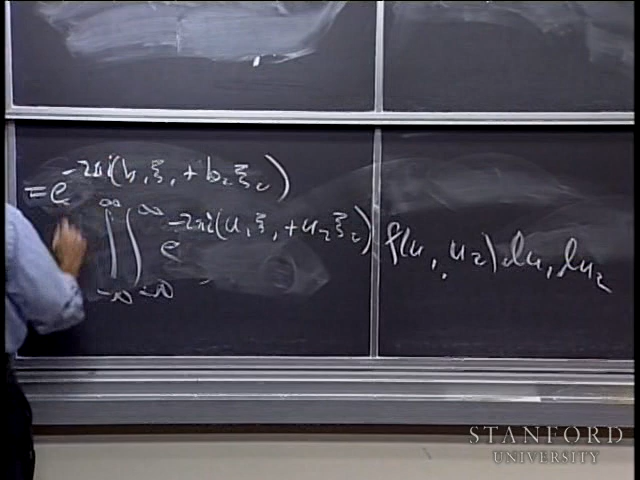 = e^{-2πi(b₁ξ₁ + b₂ξ₂)}
∫_{-∞}^{∞} ∫_{-∞}^{∞} e^{-2πi(u₁ξ₁ + u₂ξ₂)} f(u₁, u₂) du₁ du₂
STANFORD
UNIVERSITY